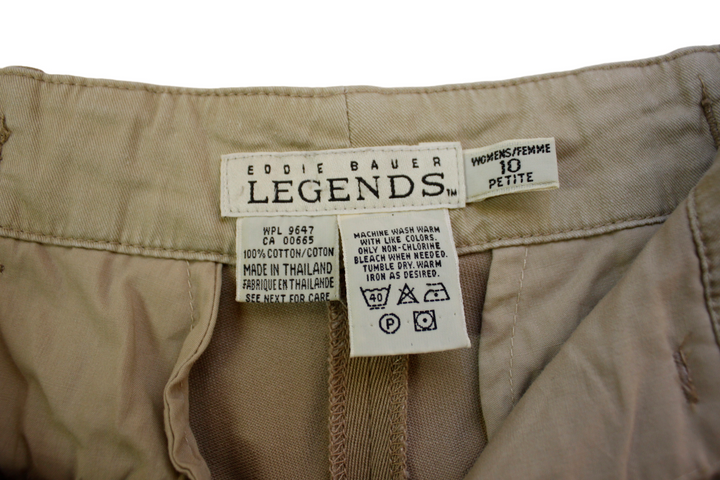 EDDIE BAUER
LEGENDS™
WOMENS/FEMME
10
PETITE
WPL 9647
CA 00665
100% COTTON/COTON
MADE IN THAILAND
FABRIQUE EN THAILANDE
SEE NEXT FOR CARE
MACHINE WASH WARM
WITH LIKE COLORS.
ONLY NON-CHLORINE
BLEACH WHEN NEEDED.
TUMBLE DRY. WARM
IRON AS DESIRED.
40
P